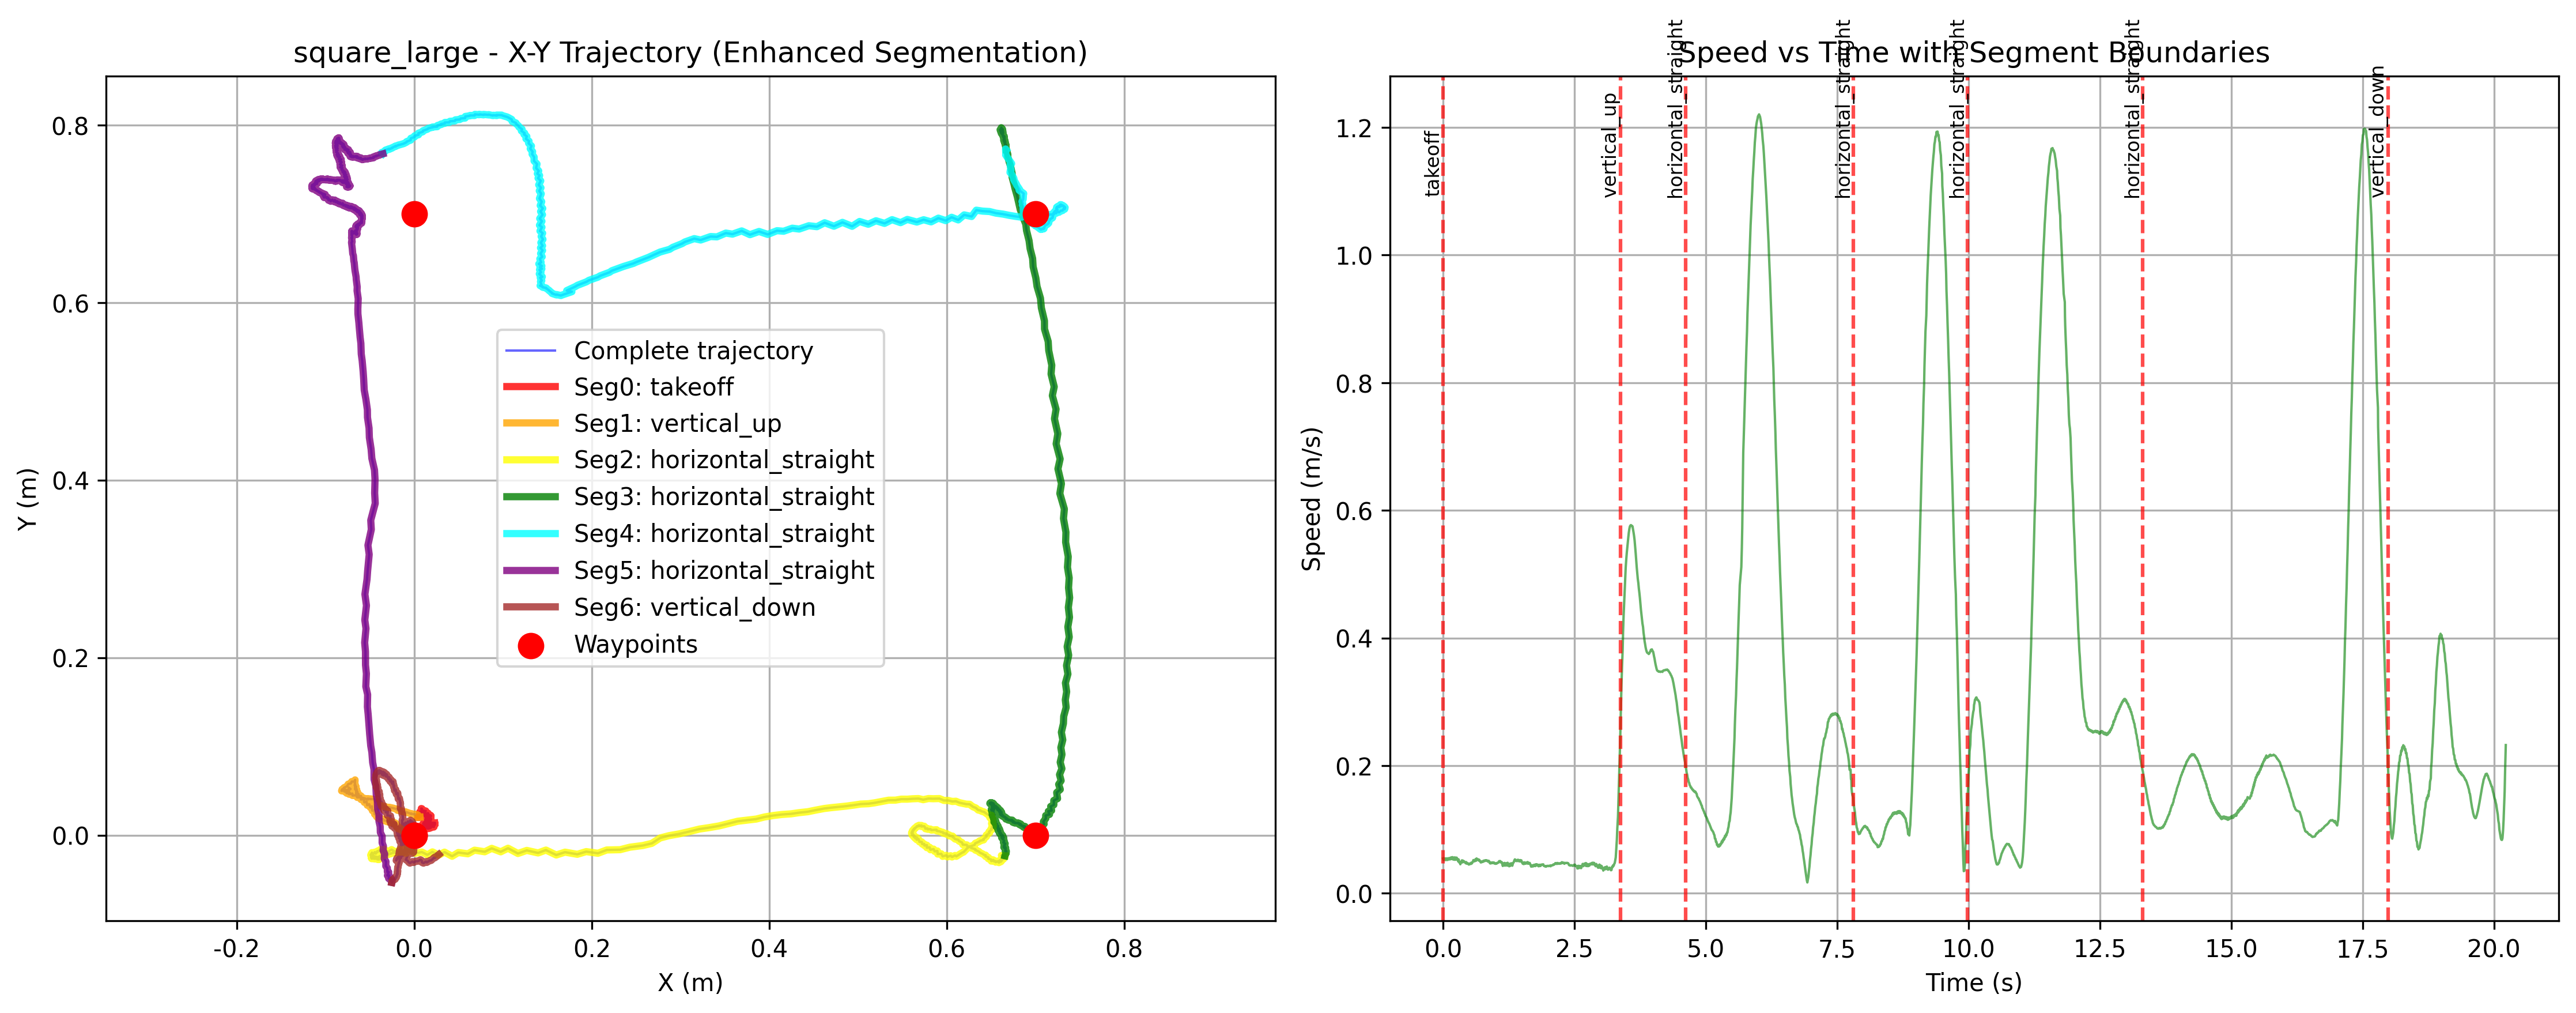 square_large - X-Y Trajectory (Enhanced Segmentation)
Y (m)
0.8
0.6
0.4
0.2
0.0
-0.2
0.0
0.2
0.4
0.6
0.8
X (m)
Complete trajectory
Seg0: takeoff
Seg1: vertical_up
Seg2: horizontal_straight
Seg3: horizontal_straight
Seg4: horizontal_straight
Seg5: horizontal_straight
Seg6: vertical_down
Waypoints
Speed vs Time with Segment Boundaries
takeoff
vertical_up
horizontal_straight
horizontal_straight
horizontal_straight
horizontal_straight
vertical_down
Speed (m/s)
1.2
1.0
0.8
0.6
0.4
0.2
0.0
0.0
2.5
5.0
7.5
10.0
12.5
15.0
17.5
20.0
Time (s)